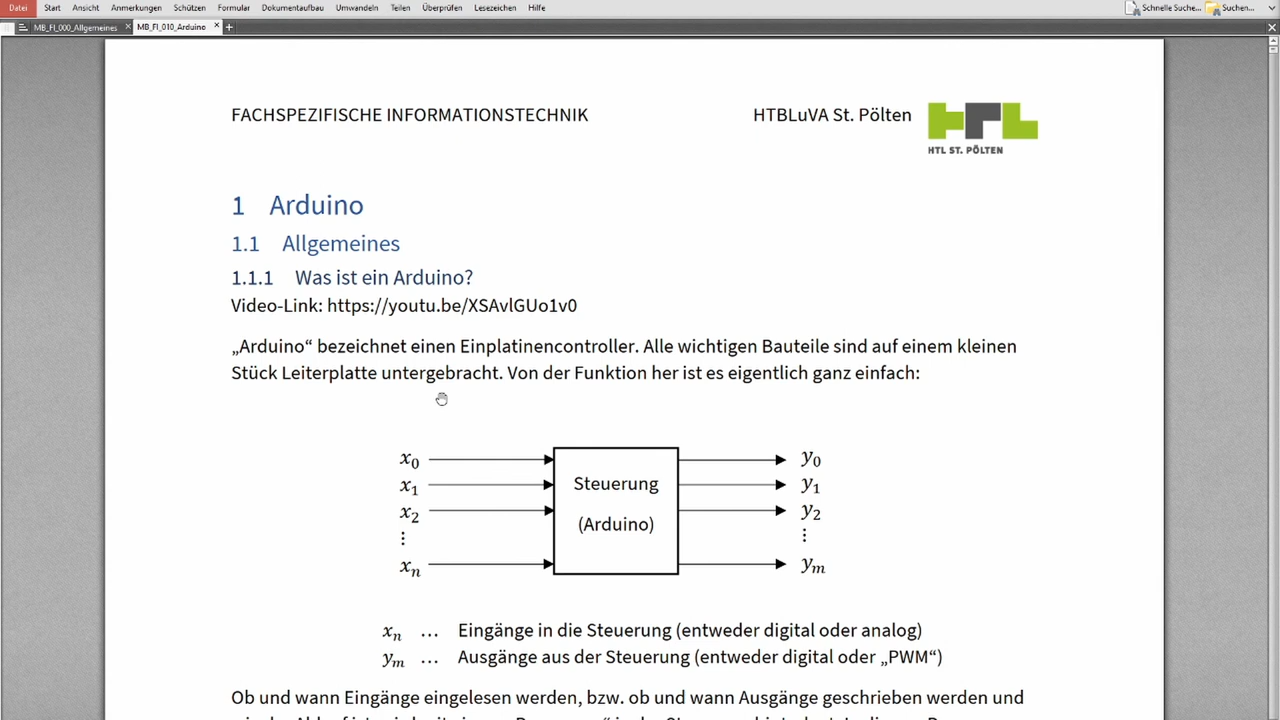 Datei Start Ansicht Anmerkungen Schützen Formular Dokumentaufbau Umwandeln Teilen Überprüfen Lesezeichen Hilfe Schnelle Suche... Suchen...
MB_FI_000_Allgemeines MB_FI_010_Arduino
FACHSPEZIFISCHE INFORMATIONSTECHNIK HTBLuVA St. Pölten
HTL ST. PÖLTEN
1 Arduino
1.1 Allgemeines
1.1.1 Was ist ein Arduino?
Video-Link: https://youtu.be/XSAvlGUo1v0
„Arduino“ bezeichnet einen Einplatinencontroller. Alle wichtigen Bauteile sind auf einem kleinen
Stück Leiterplatte untergebracht. Von der Funktion her ist es eigentlich ganz einfach:
x0 y0
Steuerung
x1 y1
x2 y2
(Arduino)
⋮ ⋮
xn ym
xn … Eingänge in die Steuerung (entweder digital oder analog)
ym … Ausgänge aus der Steuerung (entweder digital oder „PWM“)
Ob und wann Eingänge eingelesen werden, bzw. ob und wann Ausgänge geschrieben werden und